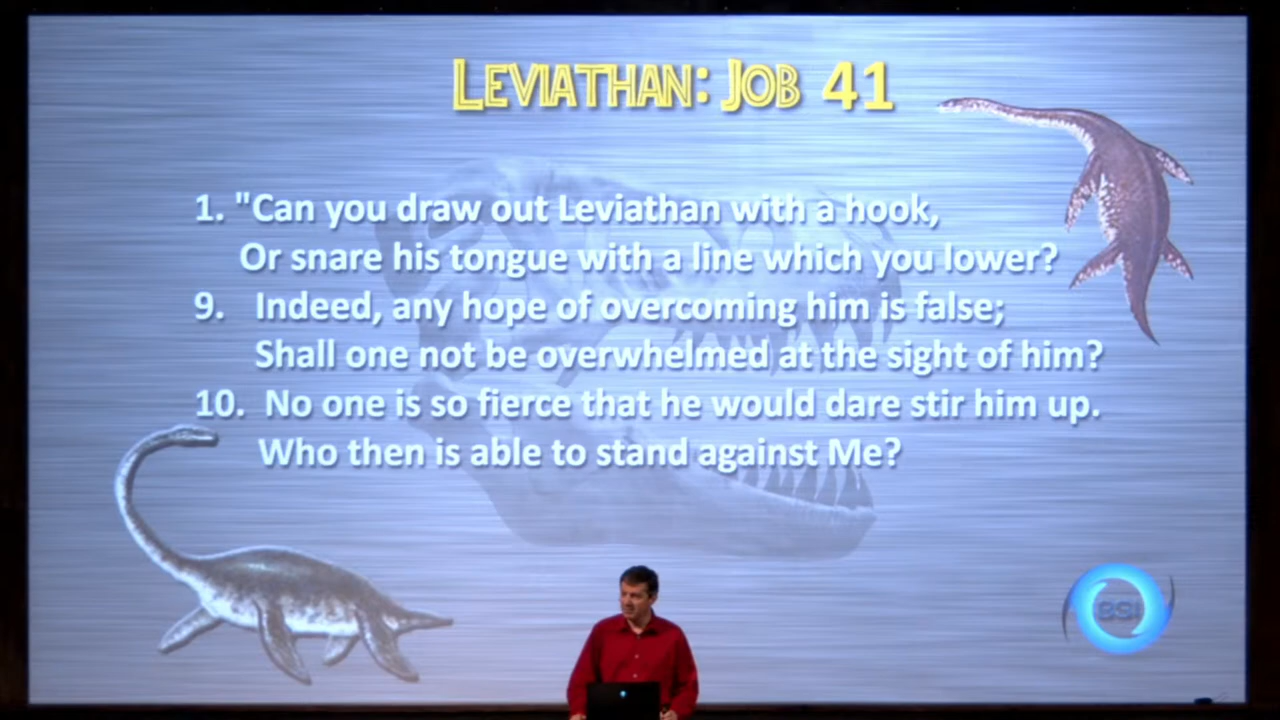 LEVIATHAN: JOB 41
1. "Can you draw out Leviathan with a hook,
Or snare his tongue with a line which you lower?
9. Indeed, any hope of overcoming him is false;
Shall one not be overwhelmed at the sight of him?
10. No one is so fierce that he would dare stir him up.
Who then is able to stand against Me?
BSI